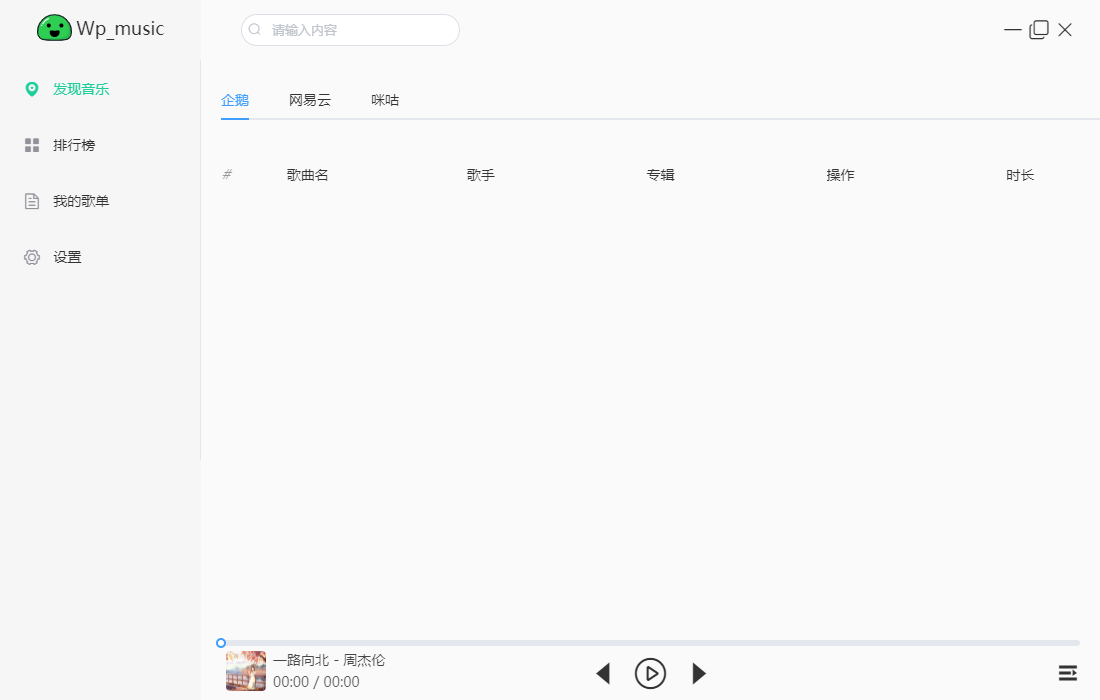 Wp_music
请输入内容
发现音乐
排行榜
我的歌单
设置
企鹅 网易云 咪咕
# 歌曲名 歌手 专辑 操作 时长
一路向北 - 周杰伦
00:00 / 00:00